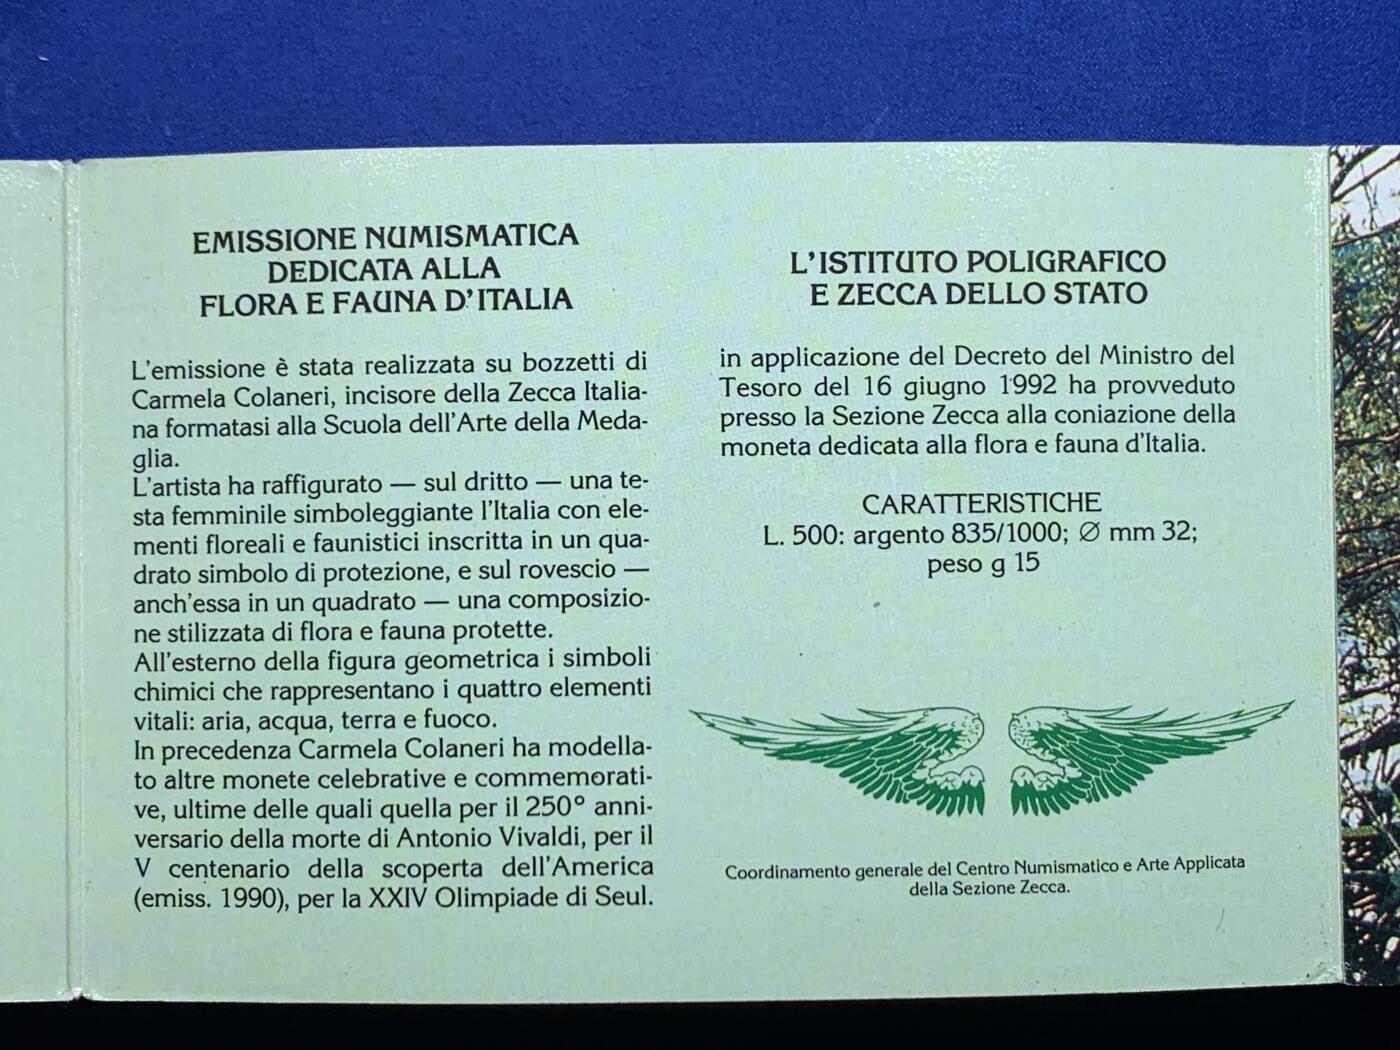 EMISSIONE NUMISMATICA
DEDICATA ALLA
FLORA E FAUNA D'ITALIA
L'emissione è stata realizzata su bozzetti di
Carmela Colaneri, incisore della Zecca Italia-
na formatasi alla Scuola dell'Arte della Meda-
glia.
L'artista ha raffigurato — sul dritto — una te-
sta femminile simboleggiante l'Italia con ele-
menti floreali e faunistici inscritta in un qua-
drato simbolo di protezione, e sul rovescio —
anch'essa in un quadrato — una composizio-
ne stilizzata di flora e fauna protette.
All'esterno della figura geometrica i simboli
chimici che rappresentano i quattro elementi
vitali: aria, acqua, terra e fuoco.
In precedenza Carmela Colaneri ha modella-
to altre monete celebrative e commemorati-
ve, ultime delle quali quella per il 250° anni-
versario della morte di Antonio Vivaldi, per il
V centenario della scoperta dell'America
(emiss. 1990), per la XXIV Olimpiade di Seul.
L'ISTITUTO POLIGRAFICO
E ZECCA DELLO STATO
in applicazione del Decreto del Ministro del
Tesoro del 16 giugno 1992 ha provveduto
presso la Sezione Zecca alla coniazione della
moneta dedicata alla flora e fauna d'Italia.
CARATTERISTICHE
L. 500: argento 835/1000; Ø mm 32;
peso g 15
Coordinamento generale del Centro Numismatico e Arte Applicata
della Sezione Zecca.